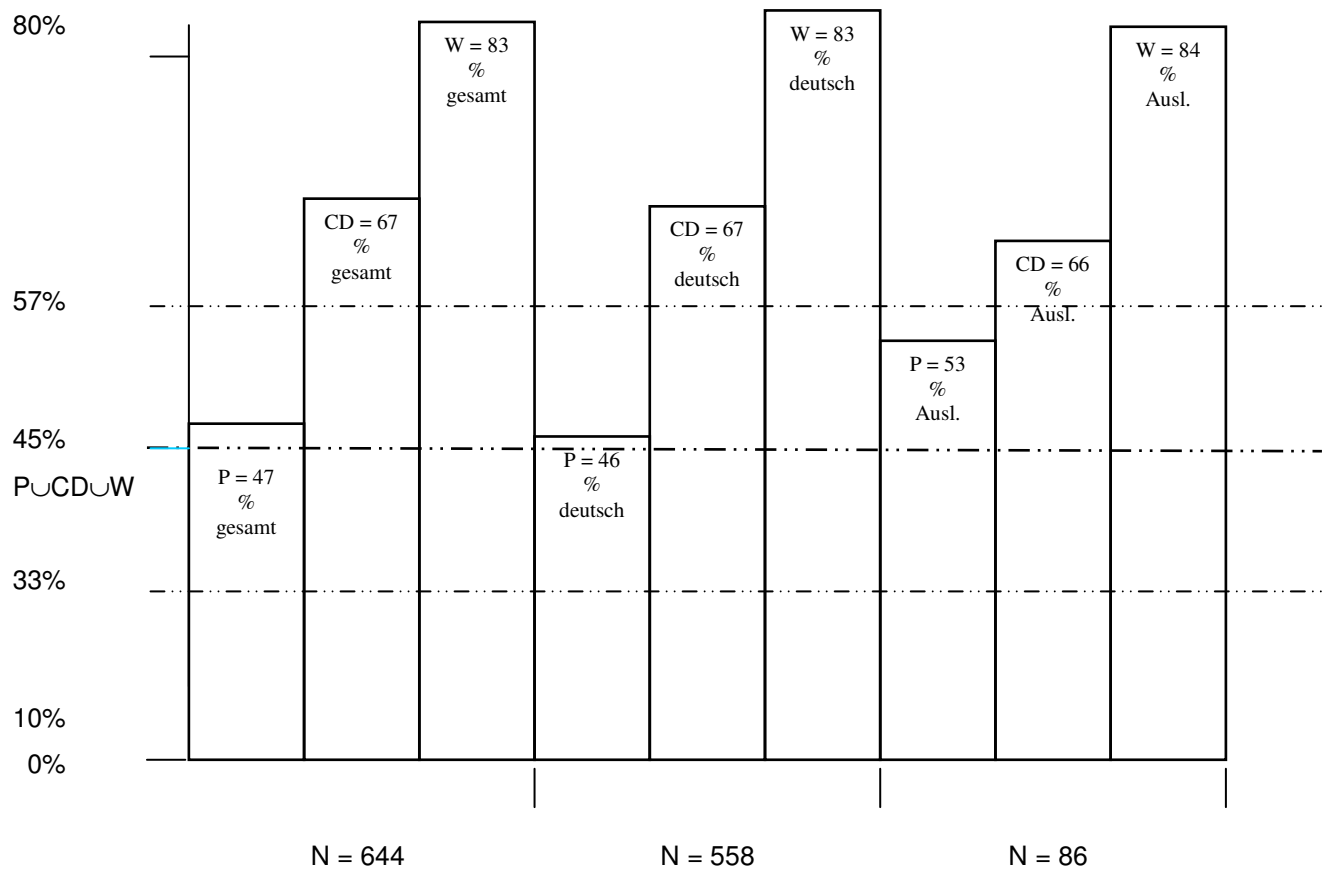 80%
W = 83
%
gesamt
W = 83
%
deutsch
W = 84
%
Ausl.
CD = 67
%
gesamt
CD = 67
%
deutsch
CD = 66
%
Ausl.
57%
P = 53
%
Ausl.
45%
P∪CD∪W
P = 47
%
gesamt
P = 46
%
deutsch
33%
10%
0%
N = 644
N = 558
N = 86